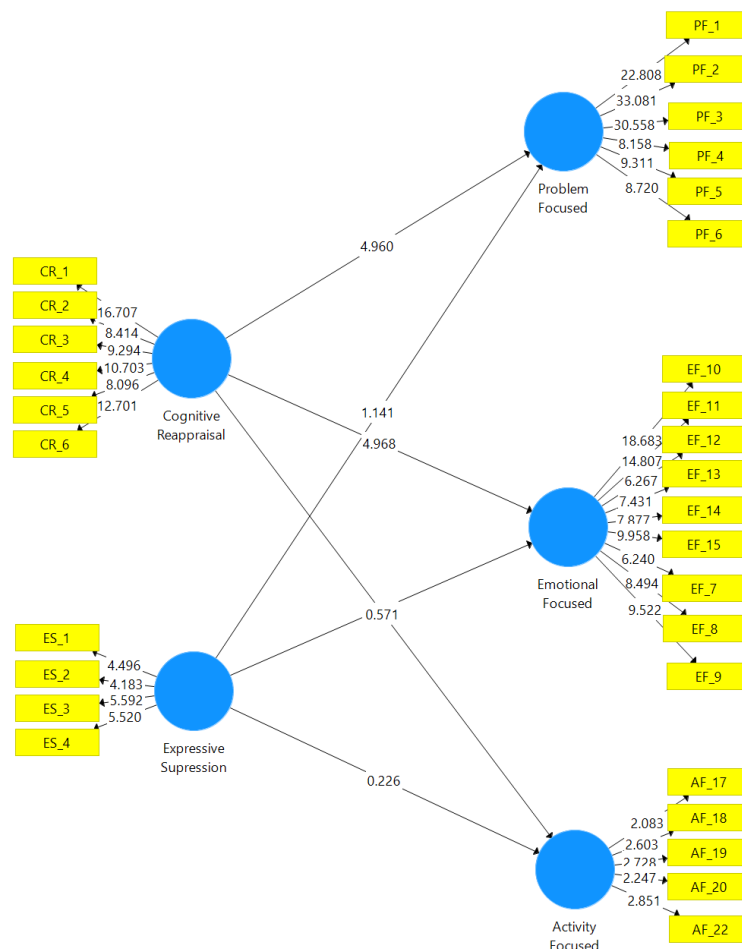 PF_1
PF_2
PF_3
PF_4
PF_5
PF_6
22.808
33.081
30.558
8.158
9.311
8.720
Problem
Focused
4.960
CR_1
CR_2
CR_3
CR_4
CR_5
CR_6
16.707
8.414
9.294
10.703
8.096
12.701
Cognitive
Reappraisal
1.141
4.968
EF_10
EF_11
EF_12
EF_13
EF_14
EF_15
EF_7
EF_8
EF_9
18.683
14.807
6.267
7.431
7.877
9.958
6.240
8.494
9.522
Emotional
Focused
0.571
ES_1
ES_2
ES_3
ES_4
4.496
4.183
5.592
5.520
Expressive
Supression
0.226
AF_17
AF_18
AF_19
AF_20
AF_22
2.083
2.603
2.728
2.247
2.851
Activity
Focused